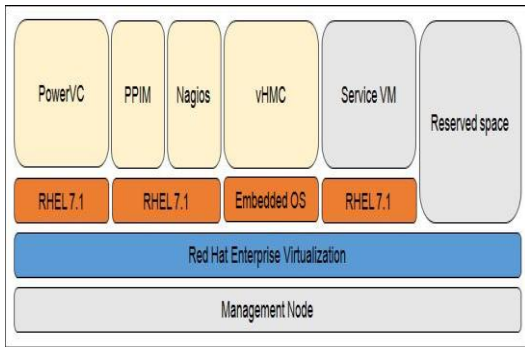 PowerVC
PPIM
Nagios
vHMC
Service VM
Reserved space
RHEL 7.1
RHEL 7.1
Embedded OS
RHEL 7.1
Red Hat Enterprise Virtualization
Management Node